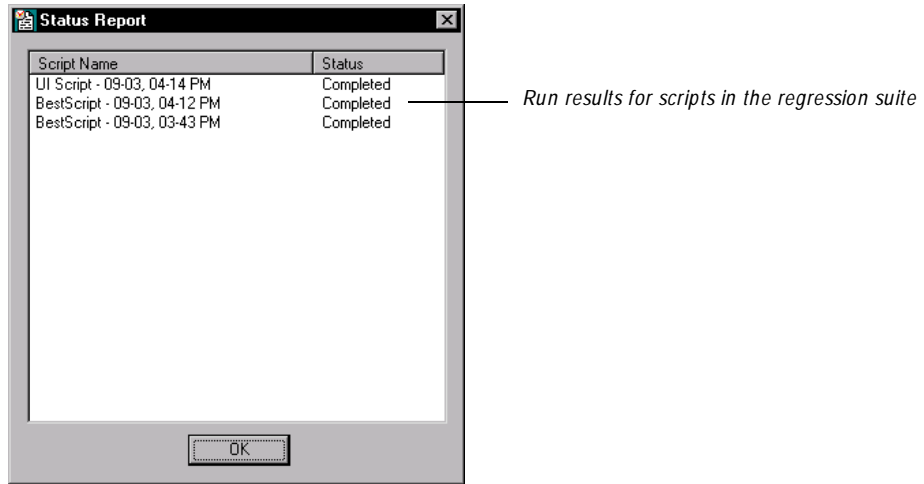 Status Report
Script Name Status
UI Script - 09-03, 04-14 PM Completed
BestScript - 09-03, 04-12 PM Completed
BestScript - 09-03, 03-43 PM Completed
Run results for scripts in the regression suite
OK